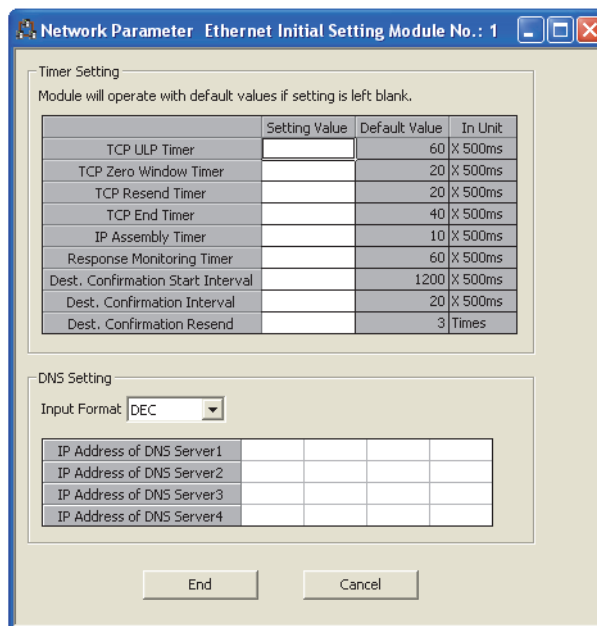 Network Parameter Ethernet Initial Setting Module No.: 1
Timer Setting
Module will operate with default values if setting is left blank.
Setting Value Default Value In Unit
TCP ULP Timer 60 X 500ms
TCP Zero Window Timer 20 X 500ms
TCP Resend Timer 20 X 500ms
TCP End Timer 40 X 500ms
IP Assembly Timer 10 X 500ms
Response Monitoring Timer 60 X 500ms
Dest. Confirmation Start Interval 1200 X 500ms
Dest. Confirmation Interval 20 X 500ms
Dest. Confirmation Resend 3 Times
DNS Setting
Input Format DEC
IP Address of DNS Server1
IP Address of DNS Server2
IP Address of DNS Server3
IP Address of DNS Server4
End Cancel